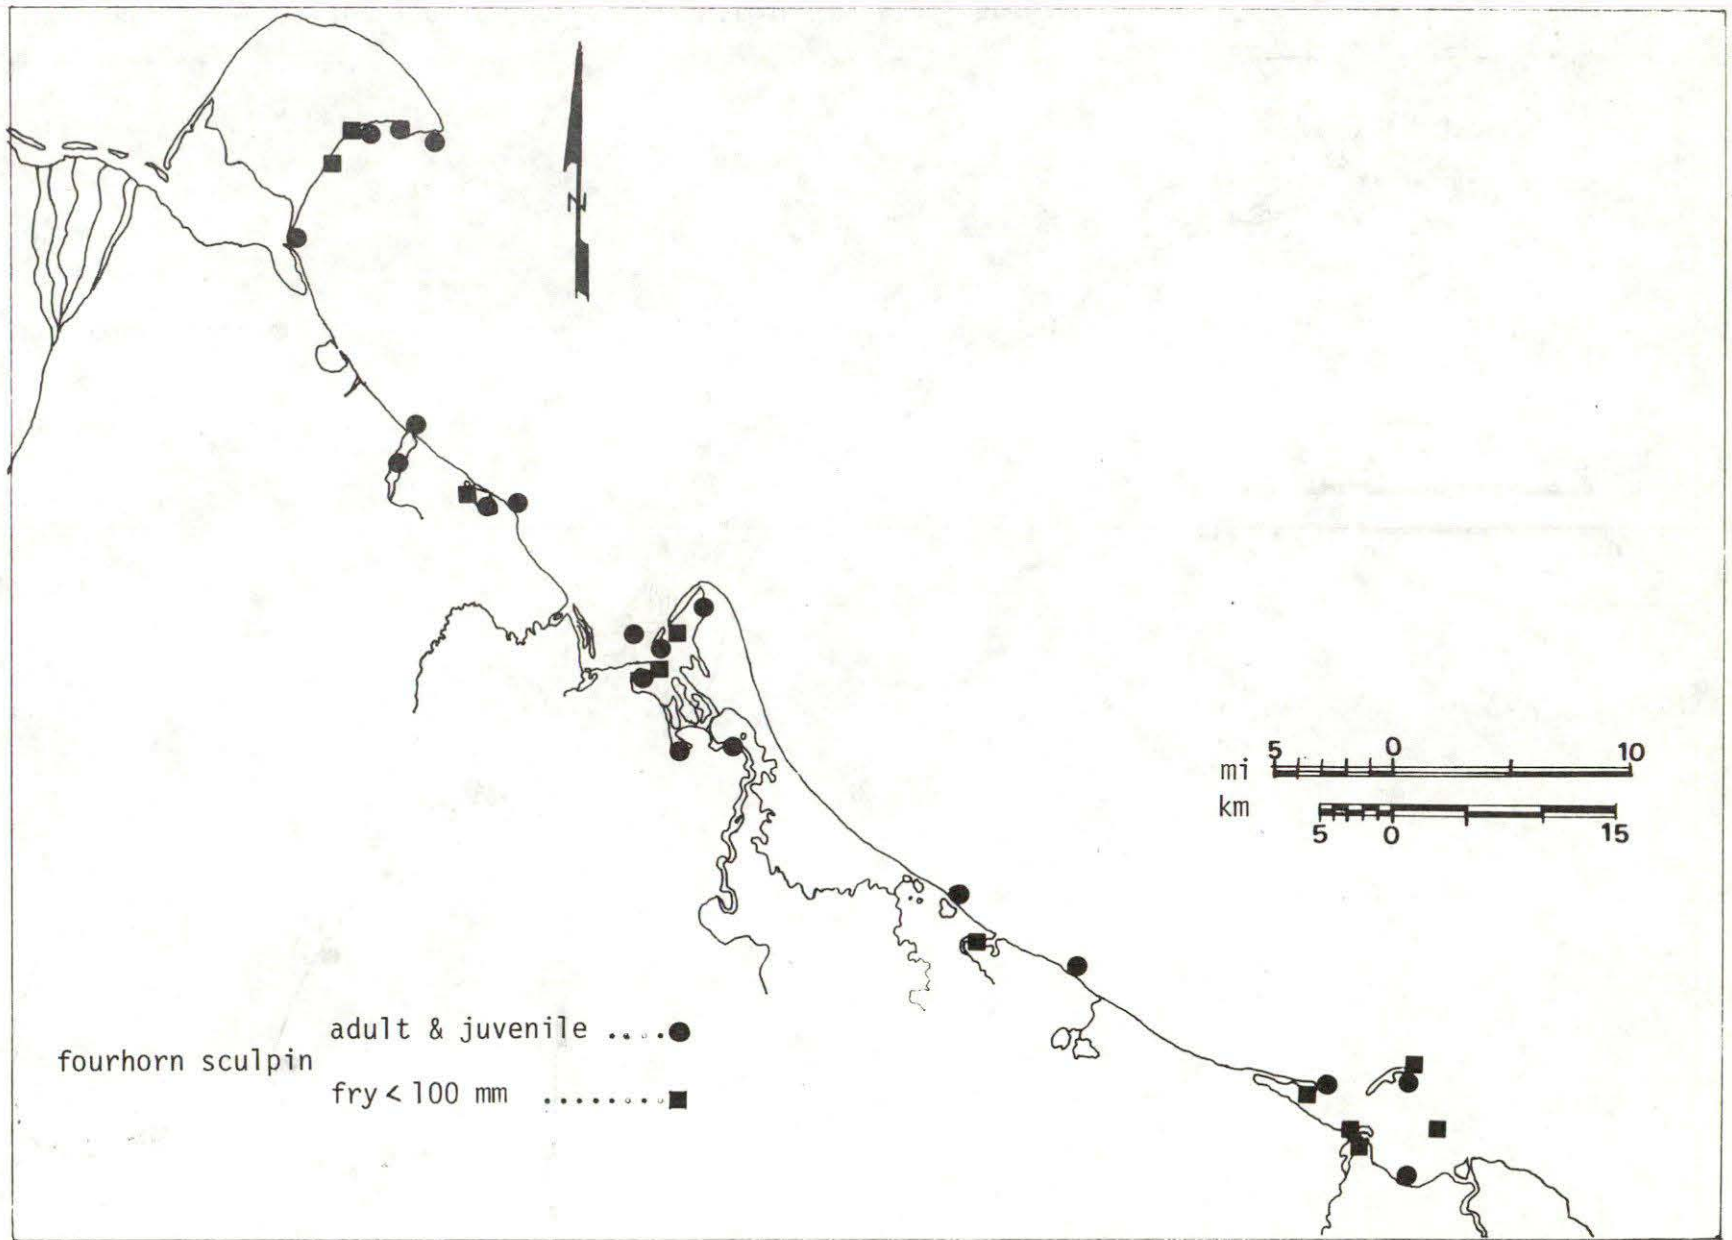 N
5 0 10
mi
km
5 0 15
adult & juvenile ....
fourhorn sculpin
fry < 100 mm ........